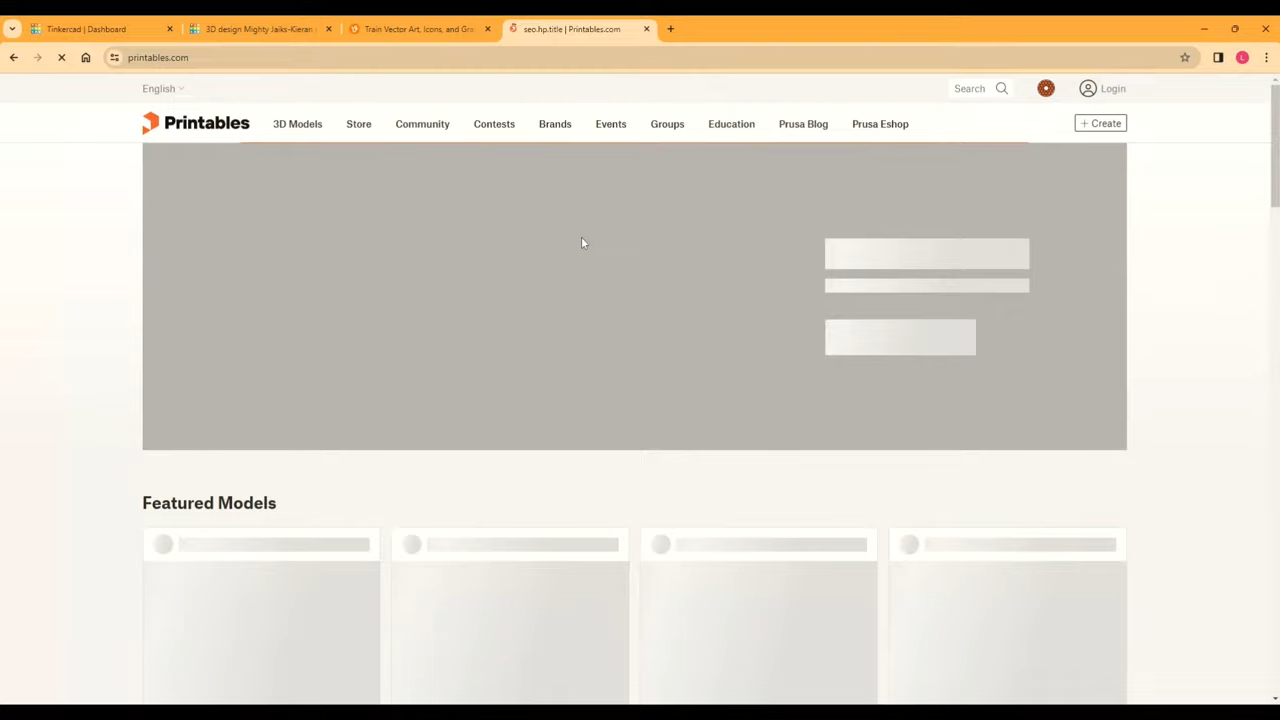 Tinkercad | Dashboard
3D design Mighty Jaiks-Kieran
Train Vector Art, Icons, and Gra
seo.hp.title | Printables.com
printables.com
English
Search
Login
Printables
3D Models
Store
Community
Contests
Brands
Events
Groups
Education
Prusa Blog
Prusa Eshop
+ Create
Featured Models